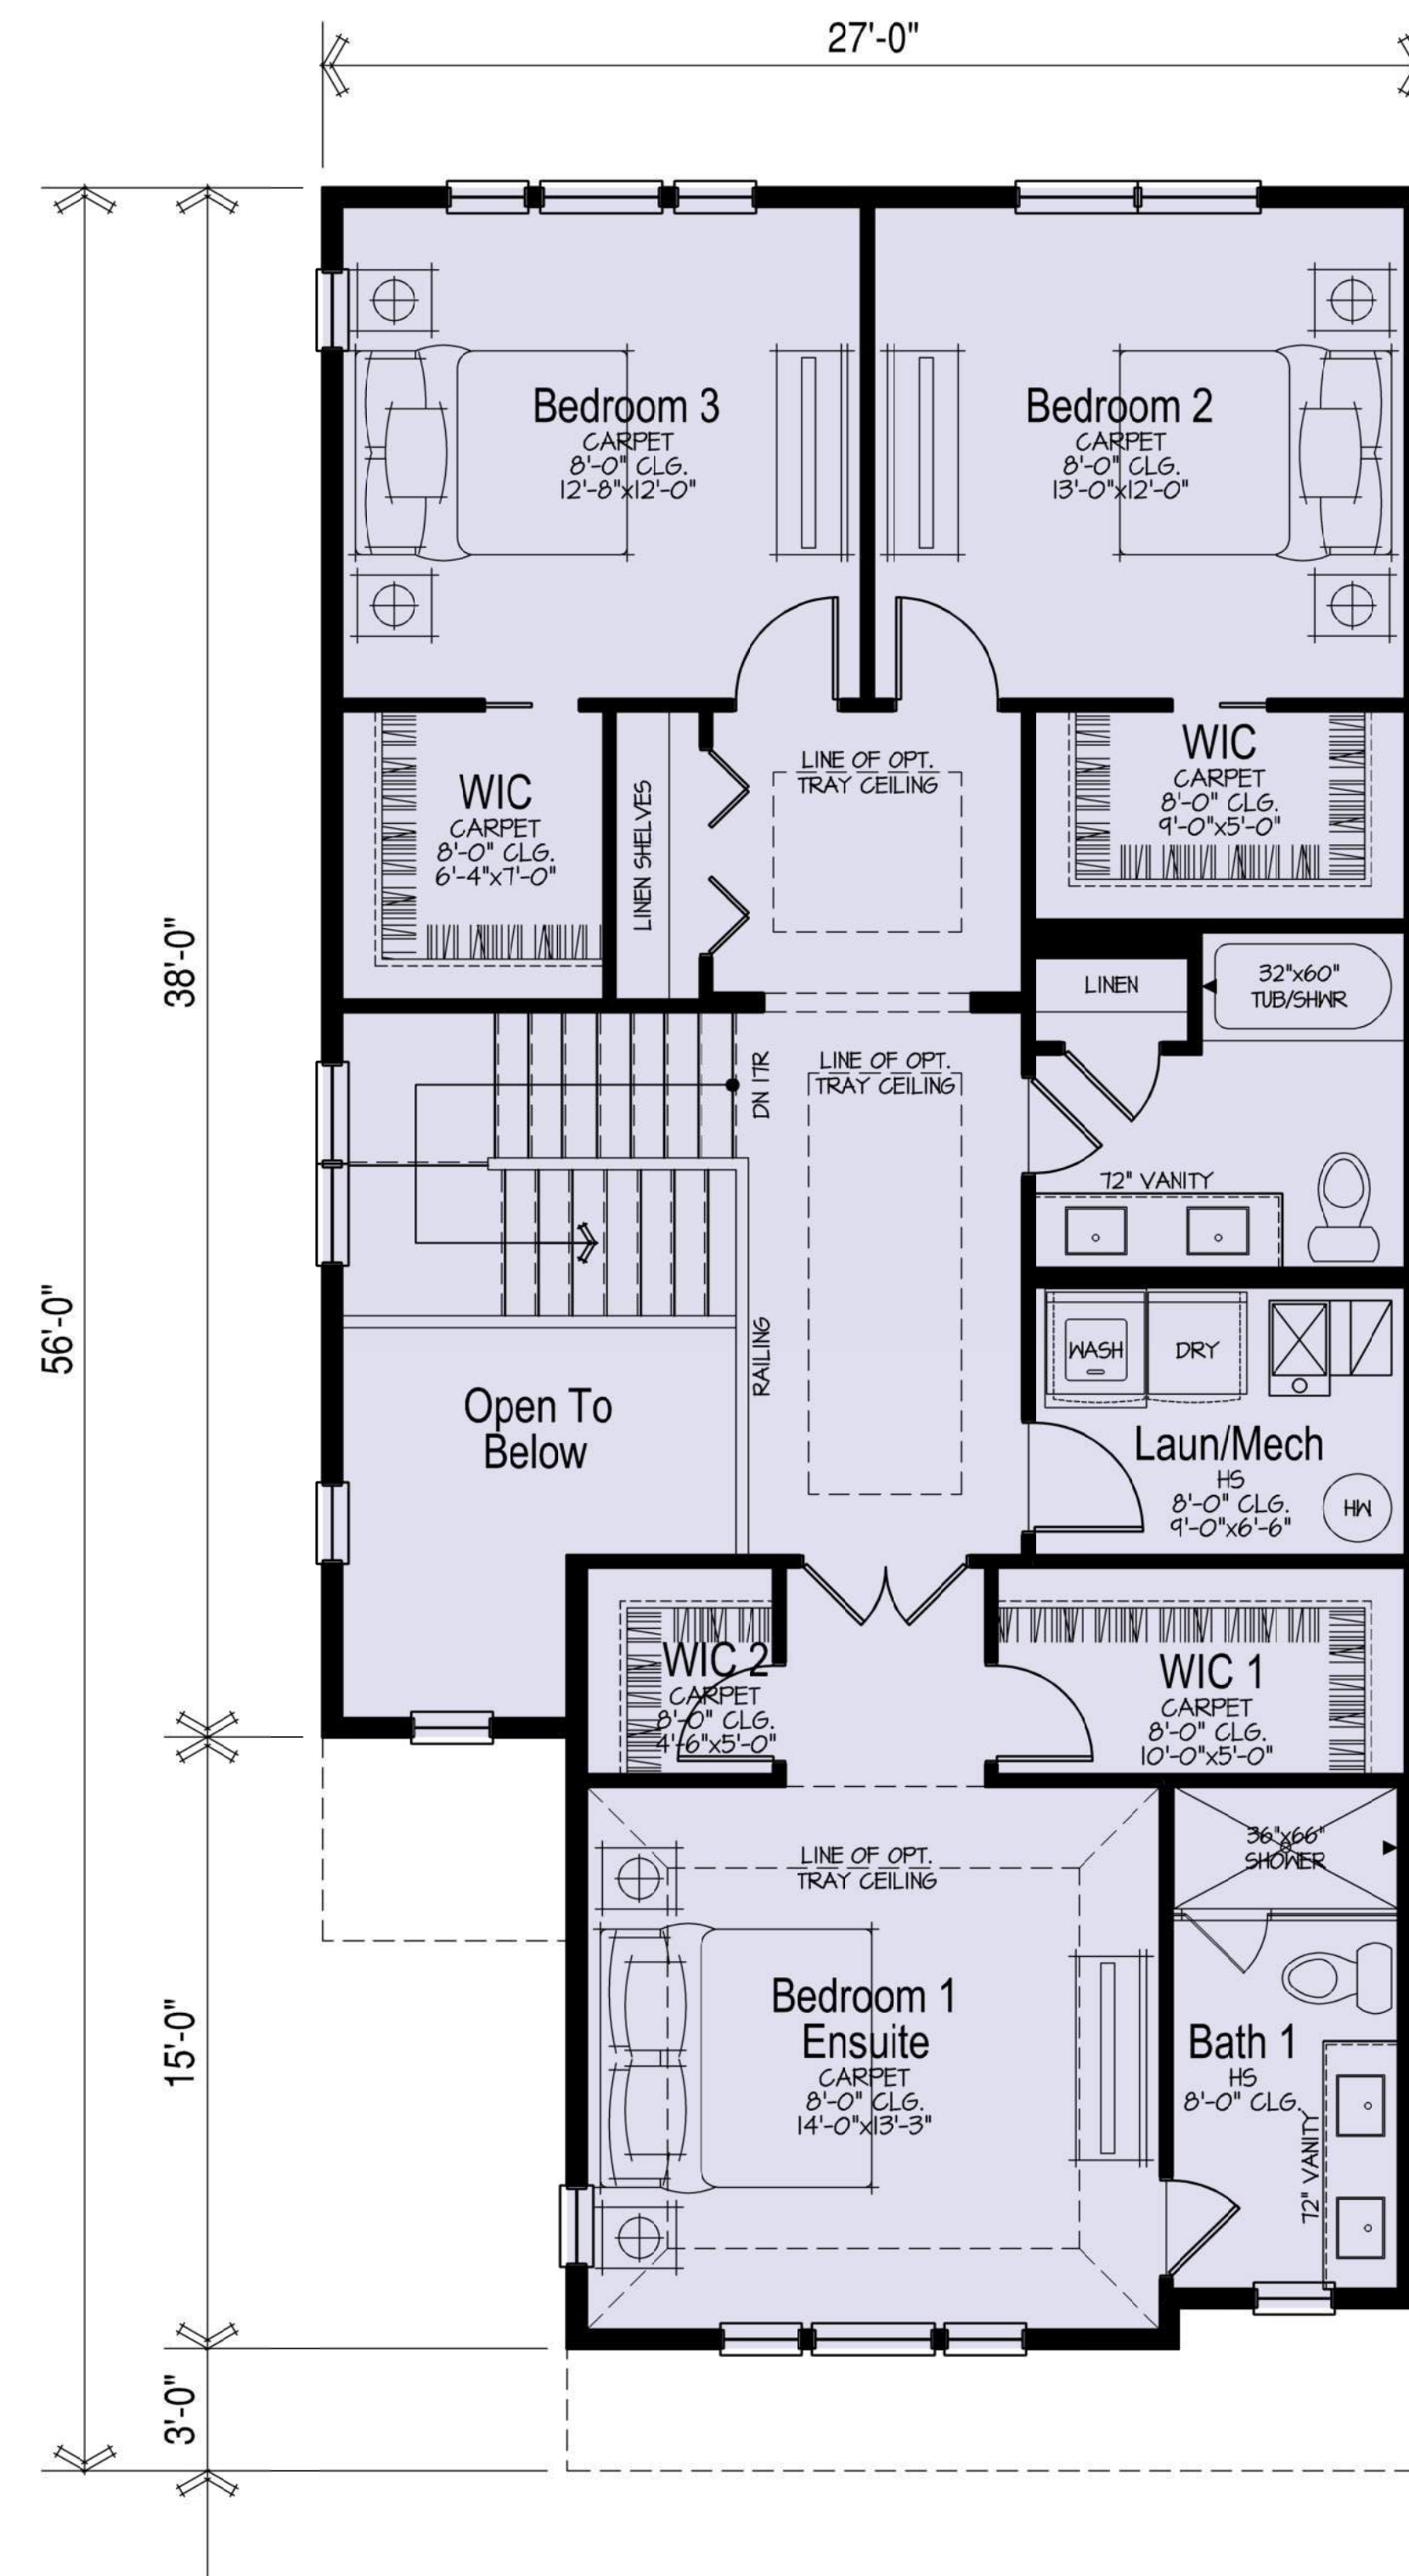 27'-0"
Bedroom 3
CARPET
8'-0" CLG.
12'-8"x12'-0"
Bedroom 2
CARPET
8'-0" CLG.
13'-0"x12'-0"
WIC
CARPET
8'-0" CLG.
6'-4"x7'-0"
LINEN SHELVES
LINE OF OPT.
TRAY CEILING
WIC
CARPET
8'-0" CLG.
9'-0"x5'-0"
38'-0"
LINEN
32"x60"
TUB/SHWR
DN 17R
LINE OF OPT.
TRAY CEILING
72" VANITY
56'-0"
RAILING
WASH
DRY
Open To
Below
Laun/Mech
HS
8'-0" CLG.
9'-0"x6'-6"
HW
WIC 2
CARPET
8'-0" CLG.
4'-6"x5'-0"
WIC 1
CARPET
8'-0" CLG.
10'-0"x5'-0"
LINE OF OPT.
TRAY CEILING
36"x66"
SHOWER
15'-0"
Bedroom 1
Ensuite
CARPET
8'-0" CLG.
14'-0"x13'-3"
Bath 1
HS
8'-0" CLG.
72" VANITY
3'-0"